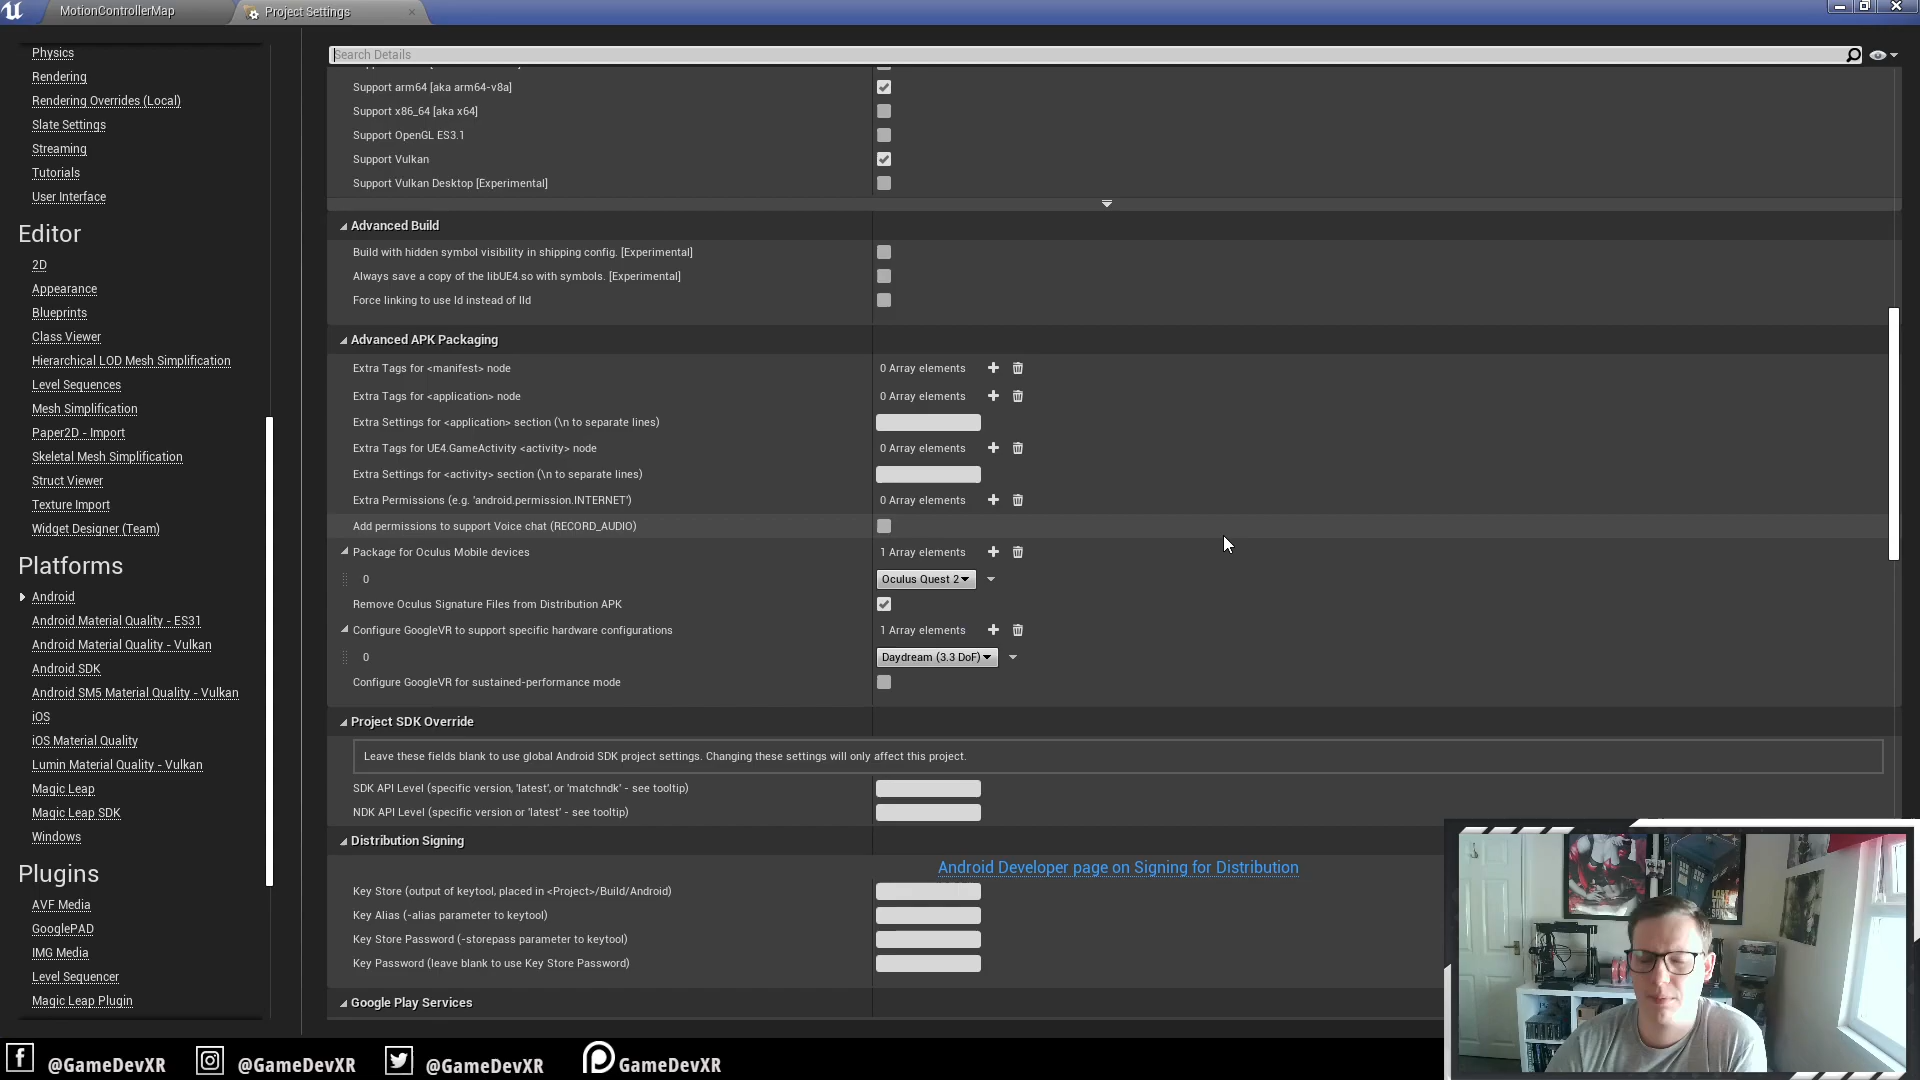 MotionControllerMap
Project Settings
Physics
Rendering
Rendering Overrides (Local)
Slate Settings
Streaming
Tutorials
User Interface
Editor
2D
Appearance
Blueprints
Class Viewer
Hierarchical LOD Mesh Simplification
Level Sequences
Mesh Simplification
Paper2D - Import
Skeletal Mesh Simplification
Struct Viewer
Texture Import
Widget Designer (Team)
Platforms
Android
Android Material Quality - ES31
Android Material Quality - Vulkan
Android SDK
Android SM5 Material Quality - Vulkan
iOS
iOS Material Quality
Lumin Material Quality - Vulkan
Magic Leap
Magic Leap SDK
Windows
Plugins
AVF Media
GooglePAD
IMG Media
Level Sequencer
Magic Leap Plugin
Search Details
Support arm64 [aka arm64-v8a]
Support x86_64 [aka x64]
Support OpenGL ES3.1
Support Vulkan
Support Vulkan Desktop [Experimental]
Advanced Build
Build with hidden symbol visibility in shipping config. [Experimental]
Always save a copy of the libUE4.so with symbols. [Experimental]
Force linking to use ld instead of lld
Advanced APK Packaging
Extra Tags for <manifest> node 0 Array elements
Extra Tags for <application> node 0 Array elements
Extra Settings for <application> section (\n to separate lines)
Extra Tags for UE4.GameActivity <activity> node 0 Array elements
Extra Settings for <activity> section (\n to separate lines)
Extra Permissions (e.g. 'android.permission.INTERNET') 0 Array elements
Add permissions to support Voice chat (RECORD_AUDIO)
Package for Oculus Mobile devices 1 Array elements
0 Oculus Quest 2
Remove Oculus Signature Files from Distribution APK
Configure GoogleVR to support specific hardware configurations 1 Array elements
0 Daydream (3.3 DoF)
Configure GoogleVR for sustained-performance mode
Project SDK Override
Leave these fields blank to use global Android SDK project settings. Changing these settings will only affect this project.
SDK API Level (specific version, 'latest', or 'matchndk' - see tooltip)
NDK API Level (specific version or 'latest' - see tooltip)
Distribution Signing
Android Developer page on Signing for Distribution
Key Store (output of keytool, placed in <Project>/Build/Android)
Key Alias (-alias parameter to keytool)
Key Store Password (-storepass parameter to keytool)
Key Password (leave blank to use Key Store Password)
Google Play Services
@GameDevXR @GameDevXR @GameDevXR GameDevXR